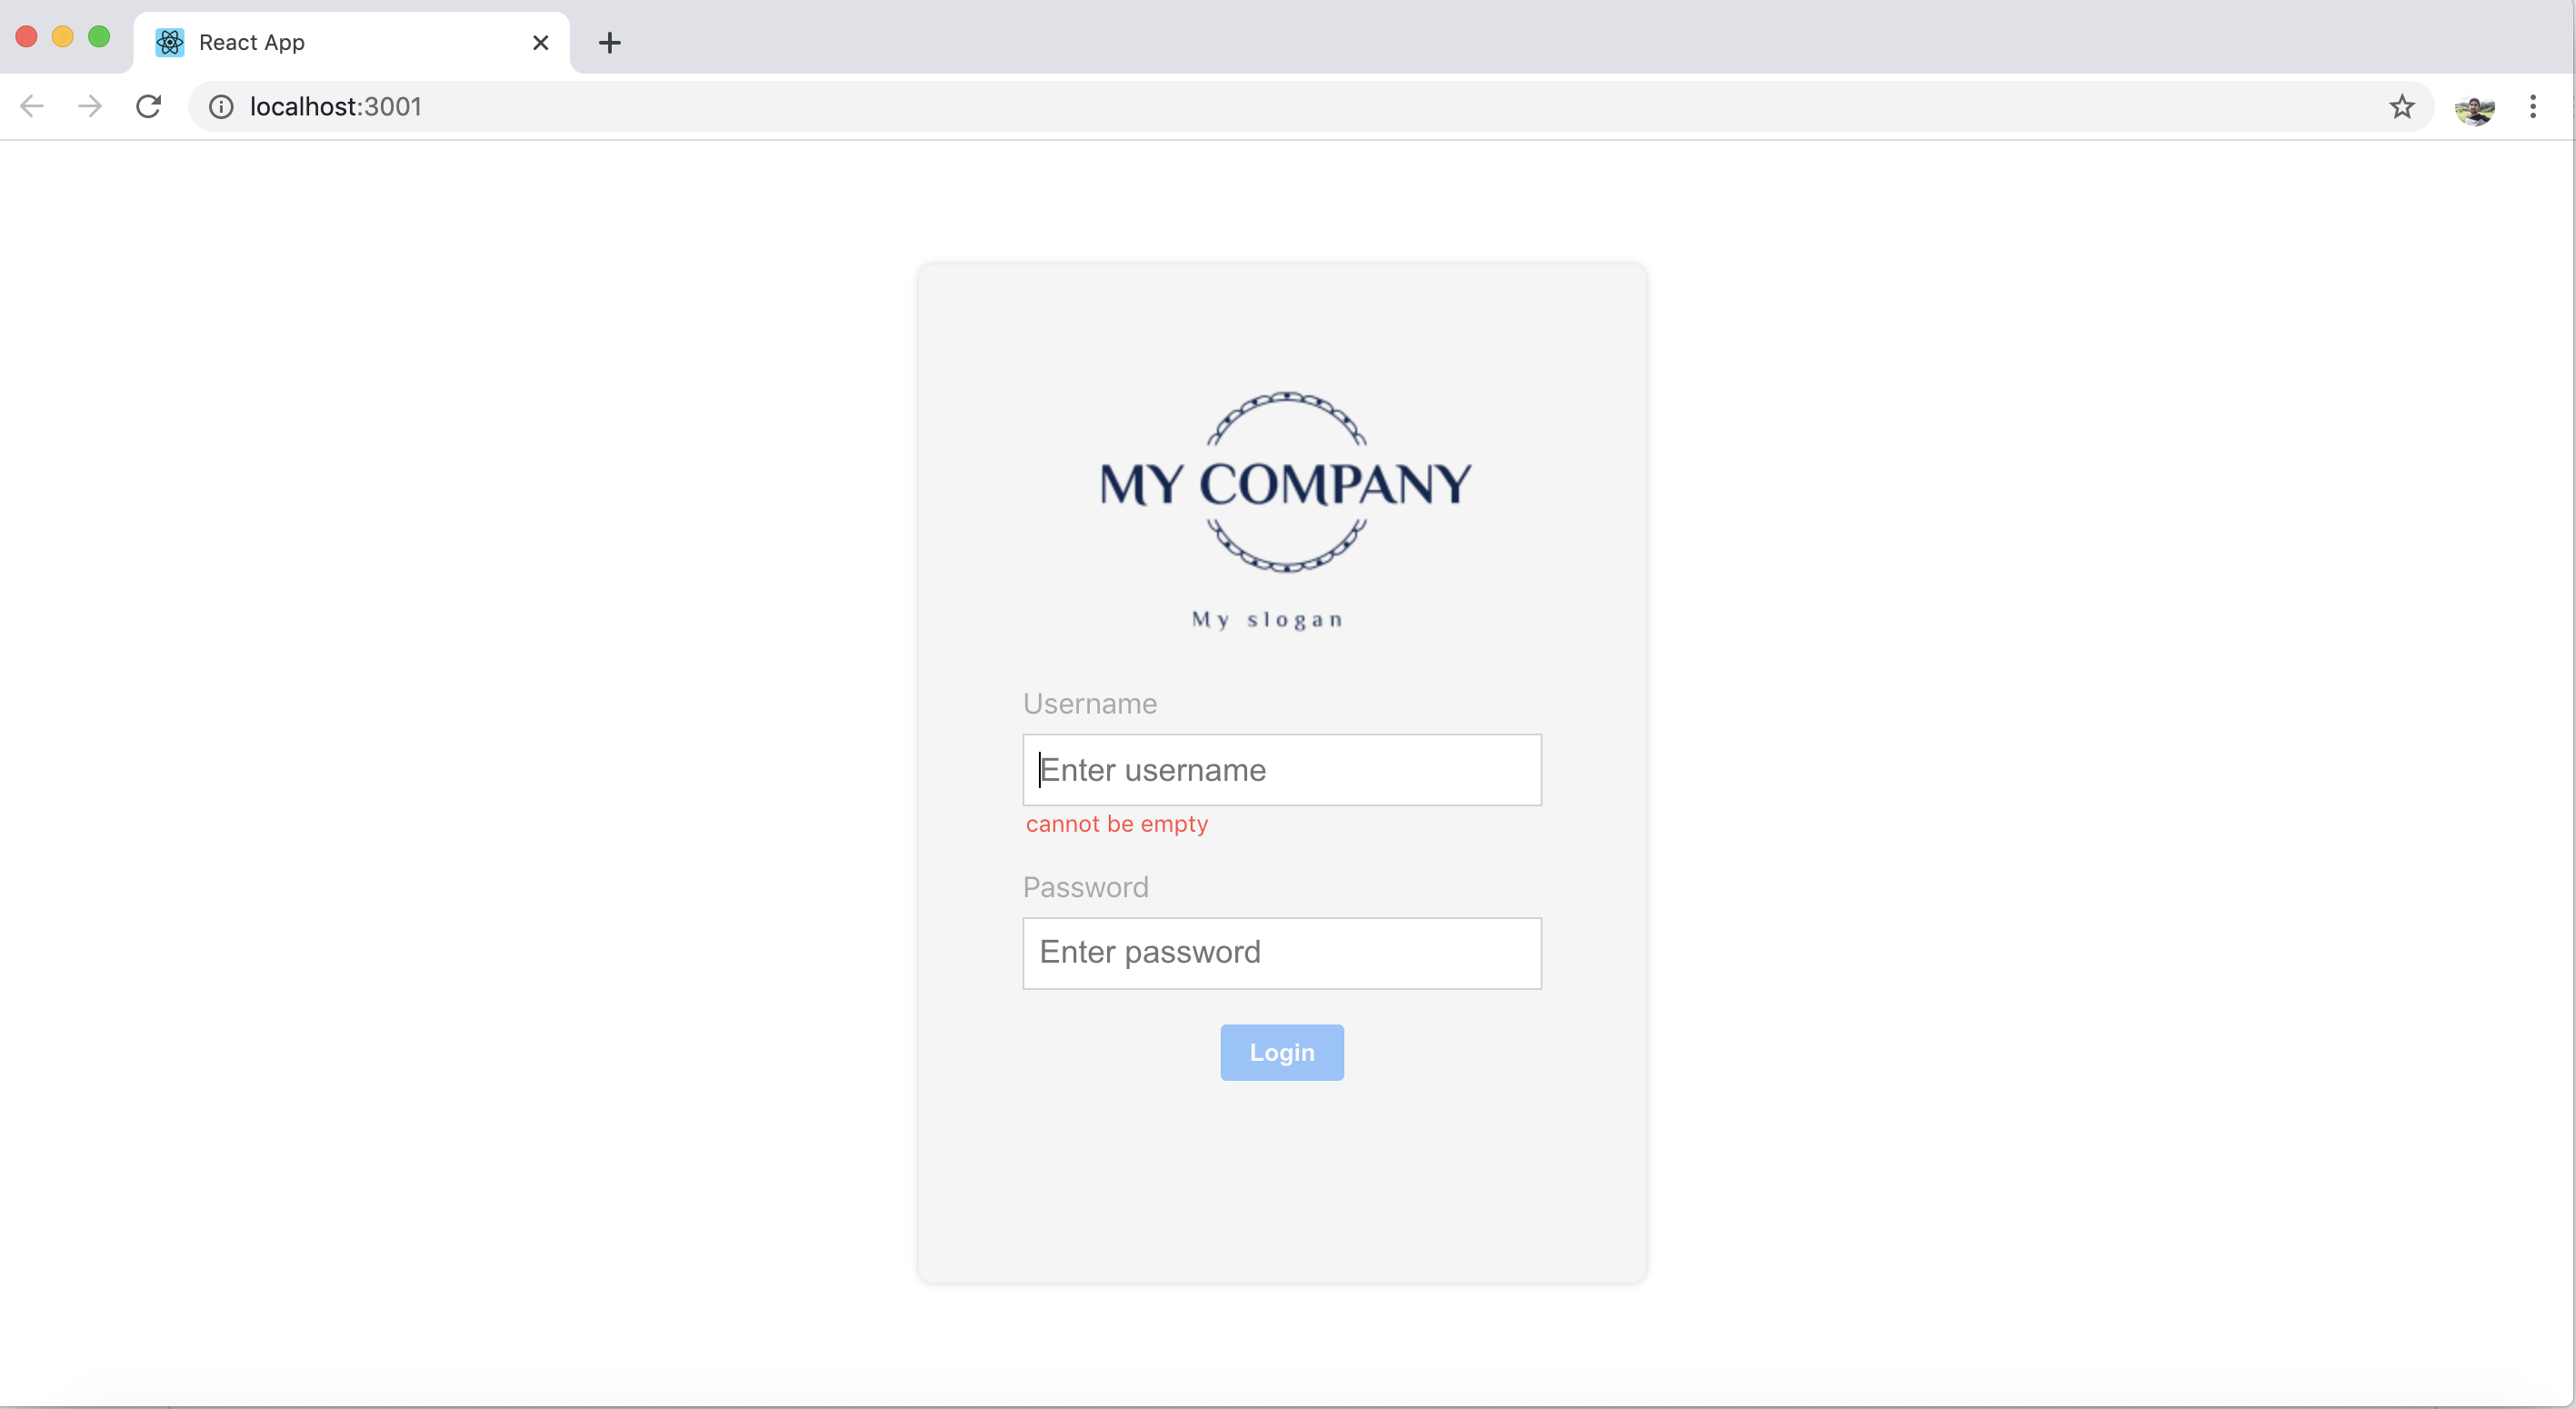 React App
localhost:3001
MY COMPANY
My slogan
Username
Enter username
cannot be empty
Password
Enter password
Login